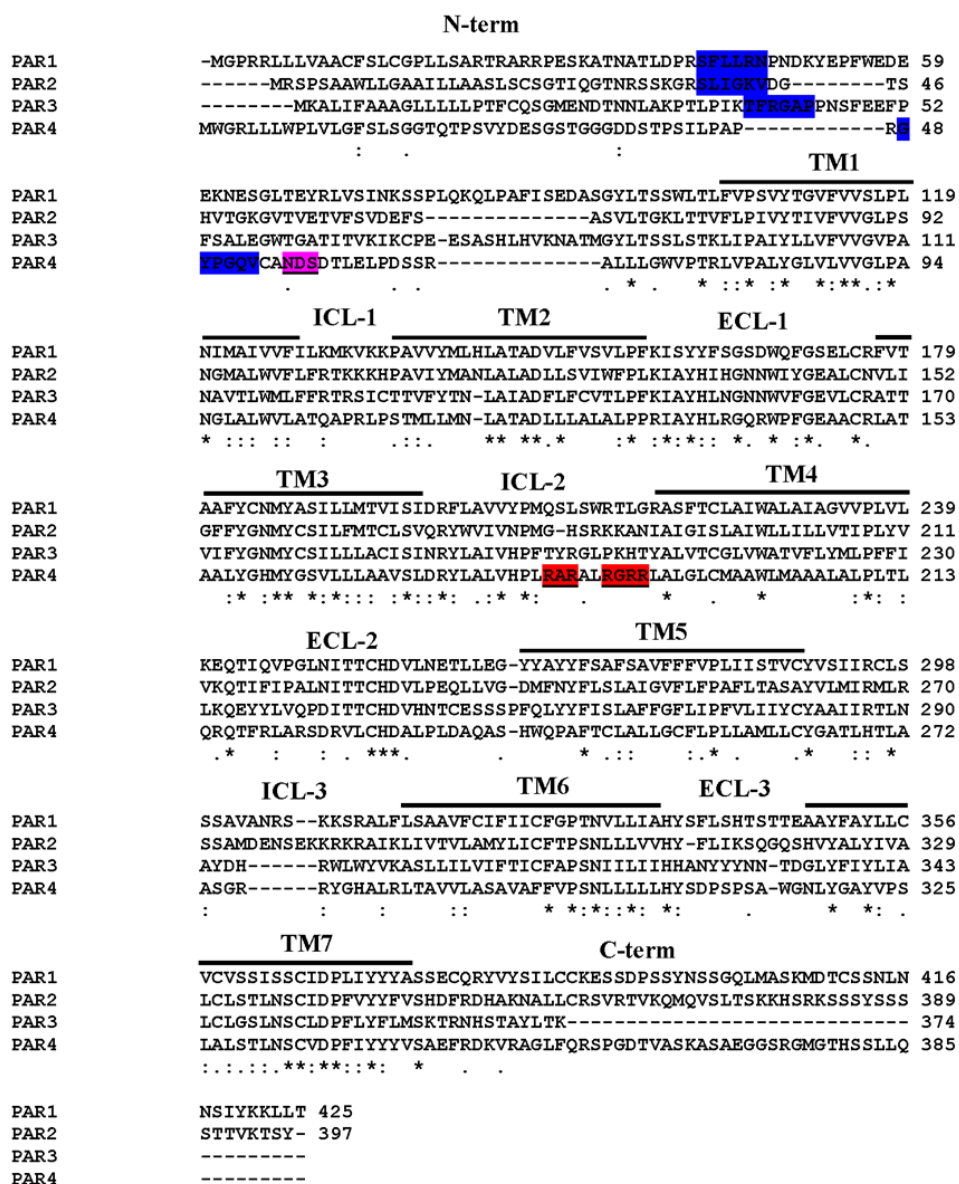 N-term
PAR1 -MGPRRLLLVAACFSLCGPLLSARTRARRPESKATNATLDPRSFLLRNPNDKYEPFWEDE 59
PAR2 ------MRSPSAAWLLGAAILLAASLSCSGTIQGTNRSSKGRSLIGKVDG---------TS 46
PAR3 --------MKALIFAAAGLLLLLPTFCQSGMENDTNNLAKPTLPIKTFRGAPPNSFEEFP 52
PAR4 MWGRLLLWPLVLGFSLSGGTQTPSVYDESGSTGGGDDSTPSILPAP-------------RG 48
: . :
TM1
PAR1 EKNESGLTEYRLVSINKSSPLQKQLPAFISEDASGYLTSSWLTLFVPSVYTGVFVVSLPL 119
PAR2 HVTGKGVTVETVFSVDEFS--------------ASVLTGKLTTVFLPIVYTIVFVVGLPS 92
PAR3 FSALEGWTGATITVKIKCPE-ESASHLHVKNATMGYLTSSLSTKLIPAIYLLVFVVGVPA 111
PAR4 YPGQVCANDSDTLELPDSSR--------------ALLLGWVPTRLVPALYGLVLVVGLPA 94
. . . * . * ::* :* *:**.:*
ICL-1 TM2 ECL-1
PAR1 NIMAIVVFILKMKVKKPAVVYMLHLATADVLFVSVLPFKISYYFSGSDWQFGSELCRFVT 179
PAR2 NGMALWVFLFRTKKKHPAVIYMANLALADLLSVIWFPLKIAYHIHGNNWIYGEALCNVLI 152
PAR3 NAVTLWMLFFRTRSICTTVFYTN-LAIADFLFCVTLPFKIAYHLNGNNWVFGEVLCRATT 170
PAR4 NGLALWVLATQAPRLPSTMLLMN-LATADLLLALALPPRIAYHLRGQRWPFGEAACRLAT 153
* ::: :: : .::. ** **.* :* :*:*:: *. * :*. *.
TM3 ICL-2 TM4
PAR1 AAFYCNMYASILLMTVISIDRFLAVVYPMQSLSWRTLGRASFTCLAIWALAIAGVVPLVL 239
PAR2 GFFYGNMYCSILFMTCLSVQRYWVIVNPMG-HSRKKANIAIGISLAIWLLILLVTIPLYV 211
PAR3 VIFYGNMYCSILLLACISINRYLAIVHPFTYRGLPKHTYALVTCGLVWATVFLYMLPFFI 230
PAR4 AALYGHMYGSVLLLAAVSLDRYLALVHPLRARALRGRRLALGLCMAAWLMAAALALPLTL 213
:* :** *:*::: :*::*: .:* *: . * . * :*: :
ECL-2 TM5
PAR1 KEQTIQVPGLNITTCHDVLNETLLEG-YYAYYFSAFSAVFFFVPLIISTVCYVSIIRCLS 298
PAR2 VKQTIFIPALNITTCHDVLPEQLLVG-DMFNYFLSLAIGVFLFPAFLTASAYVLMIRMLR 270
PAR3 LKQEYYLVQPDITTCHDVHNTCESSSPFQLYYFISLAFFGFLIPFVLIIYCYAAIIRTLN 290
PAR4 QRQTFRLARSDRVLCHDALPLDAQAS-HWQPAFTCLALLGCFLPLLAMLLCYGATLHTLA 272
.* : : . *** . * .:: :.* . .* :: *
ICL-3 TM6 ECL-3
PAR1 SSAVANRS--KKSRALFLSAAVFCIFIICFGPTNVLLIAHYSFLSHTSTTEAAYFAYLLC 356
PAR2 SSAMDENSEKKRKRAIKLIVTVLAMYLICFTPSNLLLVVHY-FLIKSQGQSHVYALYIVA 329
PAR3 AYDH------RWLWYVKASLLILVIFTICFAPSNIILIIHHANYYYNN-TDGLYFIYLIA 343
PAR4 ASGR------RYGHALRLTAVVLASAVAFFVPSNLLLLLHYSDPSPSA-WGNLYGAYVPS 325
: : : :: * *:*::*: *: . * *: .
TM7 C-term
PAR1 VCVSSISSCIDPLIYYYASSECQRYVYSILCCKESSDPSSYNSSGQLMASKMDTCSSNLN 416
PAR2 LCLSTLNSCIDPFVYYFVSHDFRDHAKNALLCRSVRTVKQMQVSLTSKKHSRKSSSYSSS 389
PAR3 LCLGSLNSCLDPFLYFLMSKTRNHSTAYLTK----------------------------- 374
PAR4 LALSTLNSCVDPFIYYYVSAEFRDKVRAGLFQRSPGDTVASKASAEGGSRGMGTHSSLLQ 385
:.:.::.**:**::*: * . .
PAR1 NSIYKKLLT 425
PAR2 STTVKTSY- 397
PAR3 ---------
PAR4 ---------